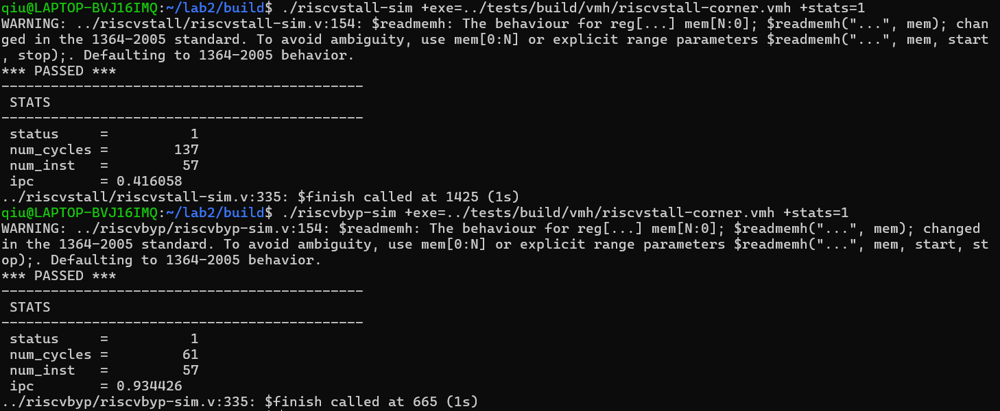 qiu@LAPTOP-BVJ16IMQ:~/lab2/build$ ./riscvstall-sim +exe=../tests/build/vmh/riscvstall-corner.vmh +stats=1
WARNING: ../riscvstall/riscvstall-sim.v:154: $readmemh: The behaviour for reg[...] mem[N:0]; $readmemh("...", mem); chan
ged in the 1364-2005 standard. To avoid ambiguity, use mem[0:N] or explicit range parameters $readmemh("...", mem, start
, stop);. Defaulting to 1364-2005 behavior.
*** PASSED ***
--------------------------------------------
 STATS
--------------------------------------------
 status     =          1
 num_cycles =        137
 num_inst   =         57
 ipc        = 0.416058
../riscvstall/riscvstall-sim.v:335: $finish called at 1425 (1s)
qiu@LAPTOP-BVJ16IMQ:~/lab2/build$ ./riscvbyp-sim +exe=../tests/build/vmh/riscvstall-corner.vmh +stats=1
WARNING: ../riscvbyp/riscvbyp-sim.v:154: $readmemh: The behaviour for reg[...] mem[N:0]; $readmemh("...", mem); changed
in the 1364-2005 standard. To avoid ambiguity, use mem[0:N] or explicit range parameters $readmemh("...", mem, start, st
op);. Defaulting to 1364-2005 behavior.
*** PASSED ***
--------------------------------------------
 STATS
--------------------------------------------
 status     =          1
 num_cycles =         61
 num_inst   =         57
 ipc        = 0.934426
../riscvbyp/riscvbyp-sim.v:335: $finish called at 665 (1s)